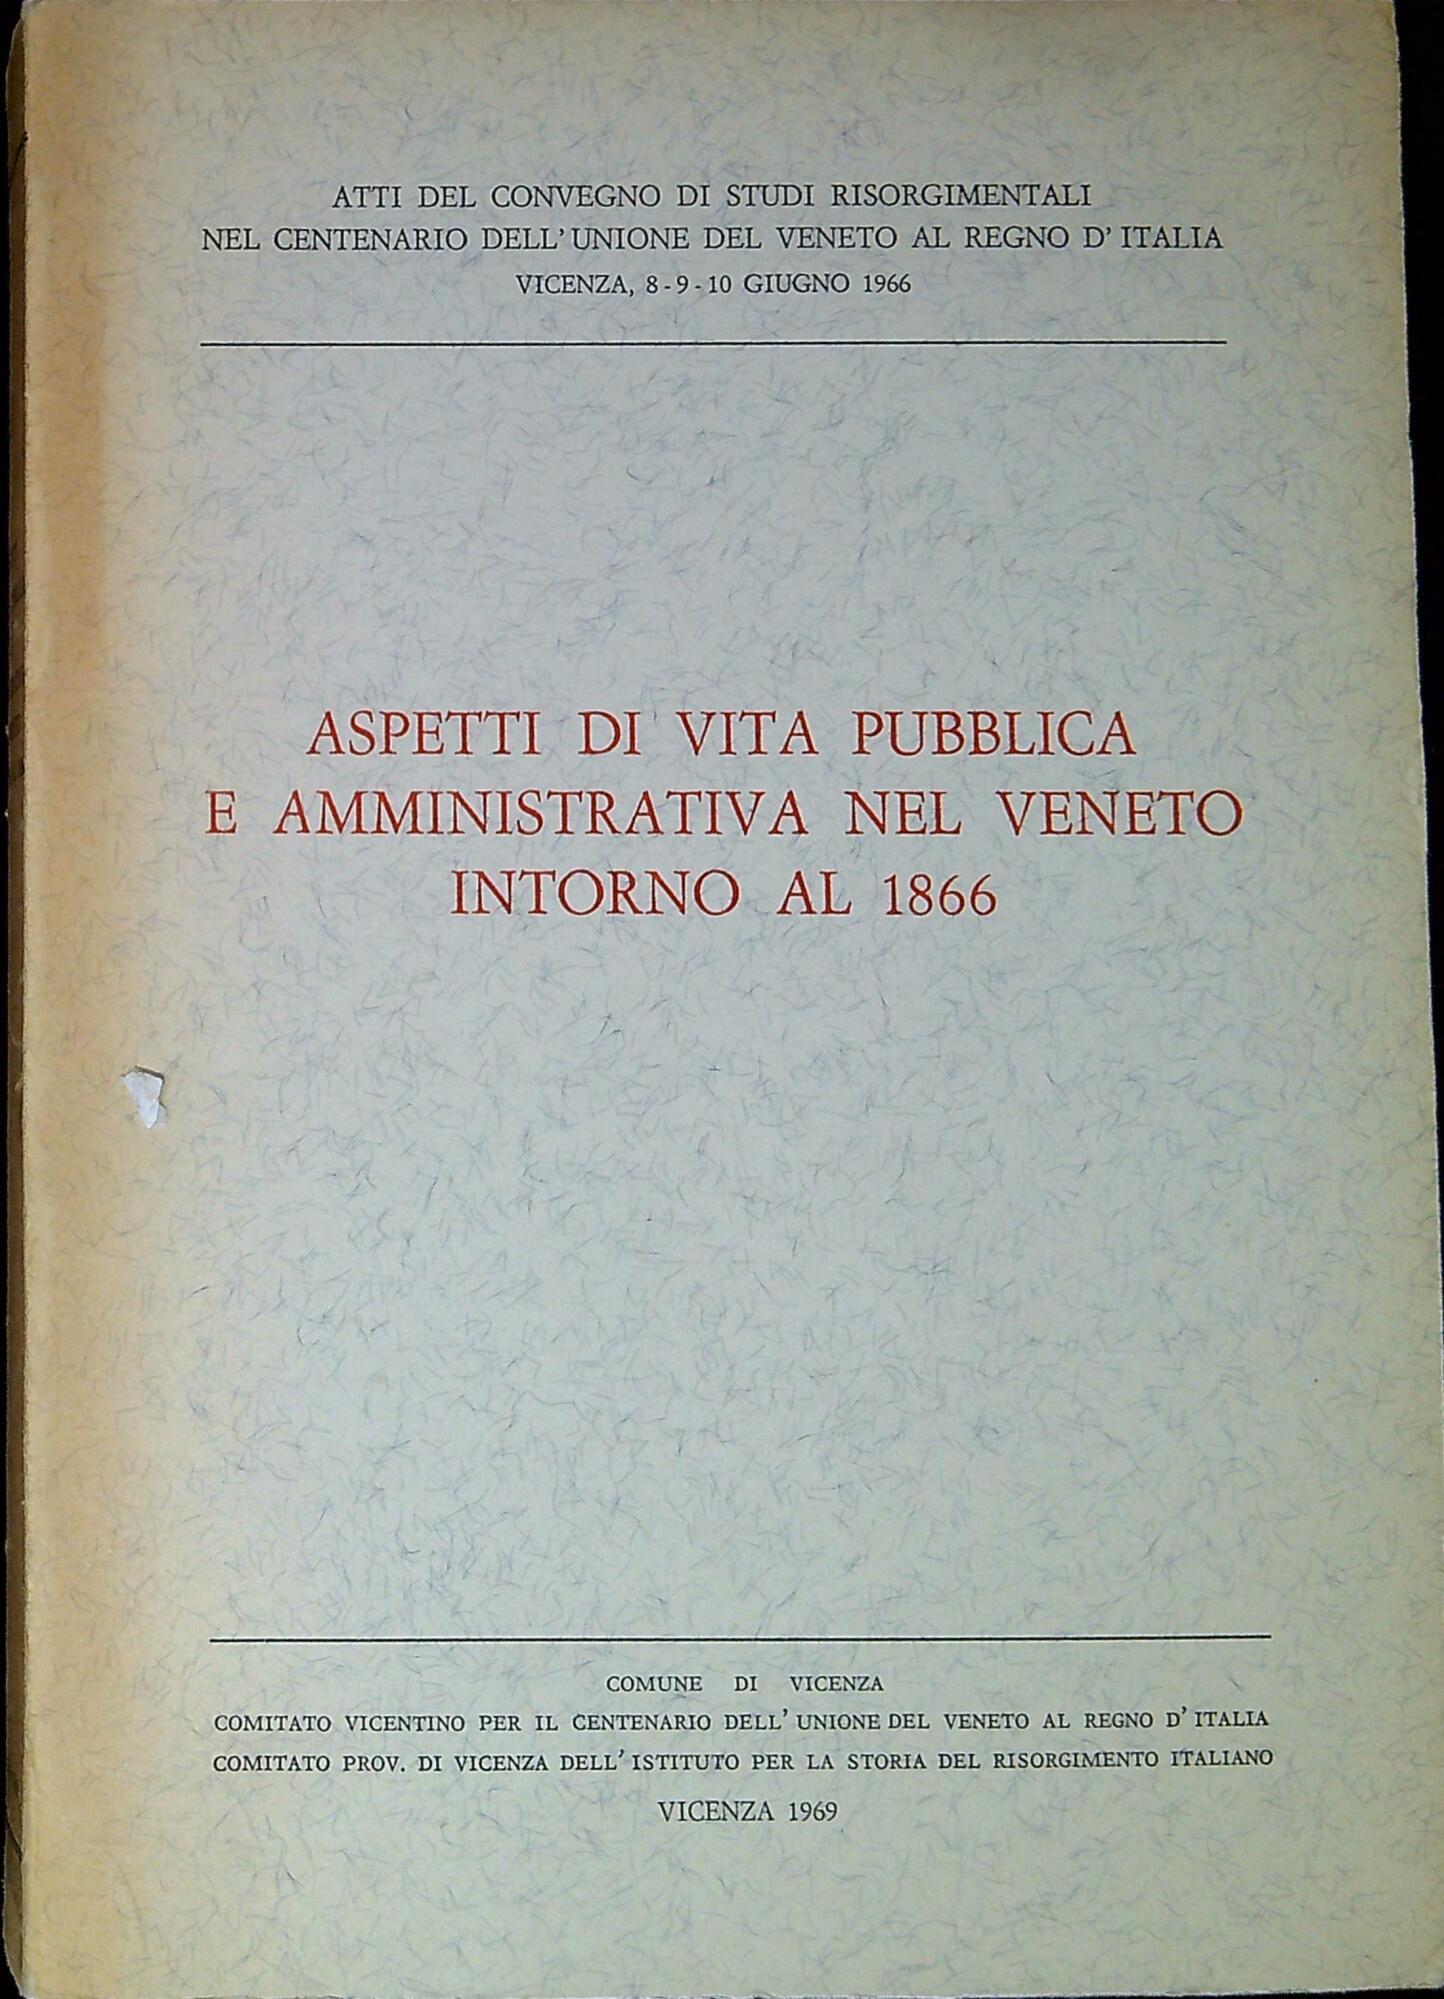 ATTI DEL CONVEGNO DI STUDI RISORGIMENTALI
NEL CENTENARIO DELL'UNIONE DEL VENETO AL REGNO D'ITALIA
VICENZA, 8-9-10 GIUGNO 1966
ASPETTI DI VITA PUBBLICA
E AMMINISTRATIVA NEL VENETO
INTORNO AL 1866
COMUNE DI VICENZA
COMITATO VICENTINO PER IL CENTENARIO DELL'UNIONE DEL VENETO AL REGNO D'ITALIA
COMITATO PROV. DI VICENZA DELL'ISTITUTO PER LA STORIA DEL RISORGIMENTO ITALIANO
VICENZA 1969